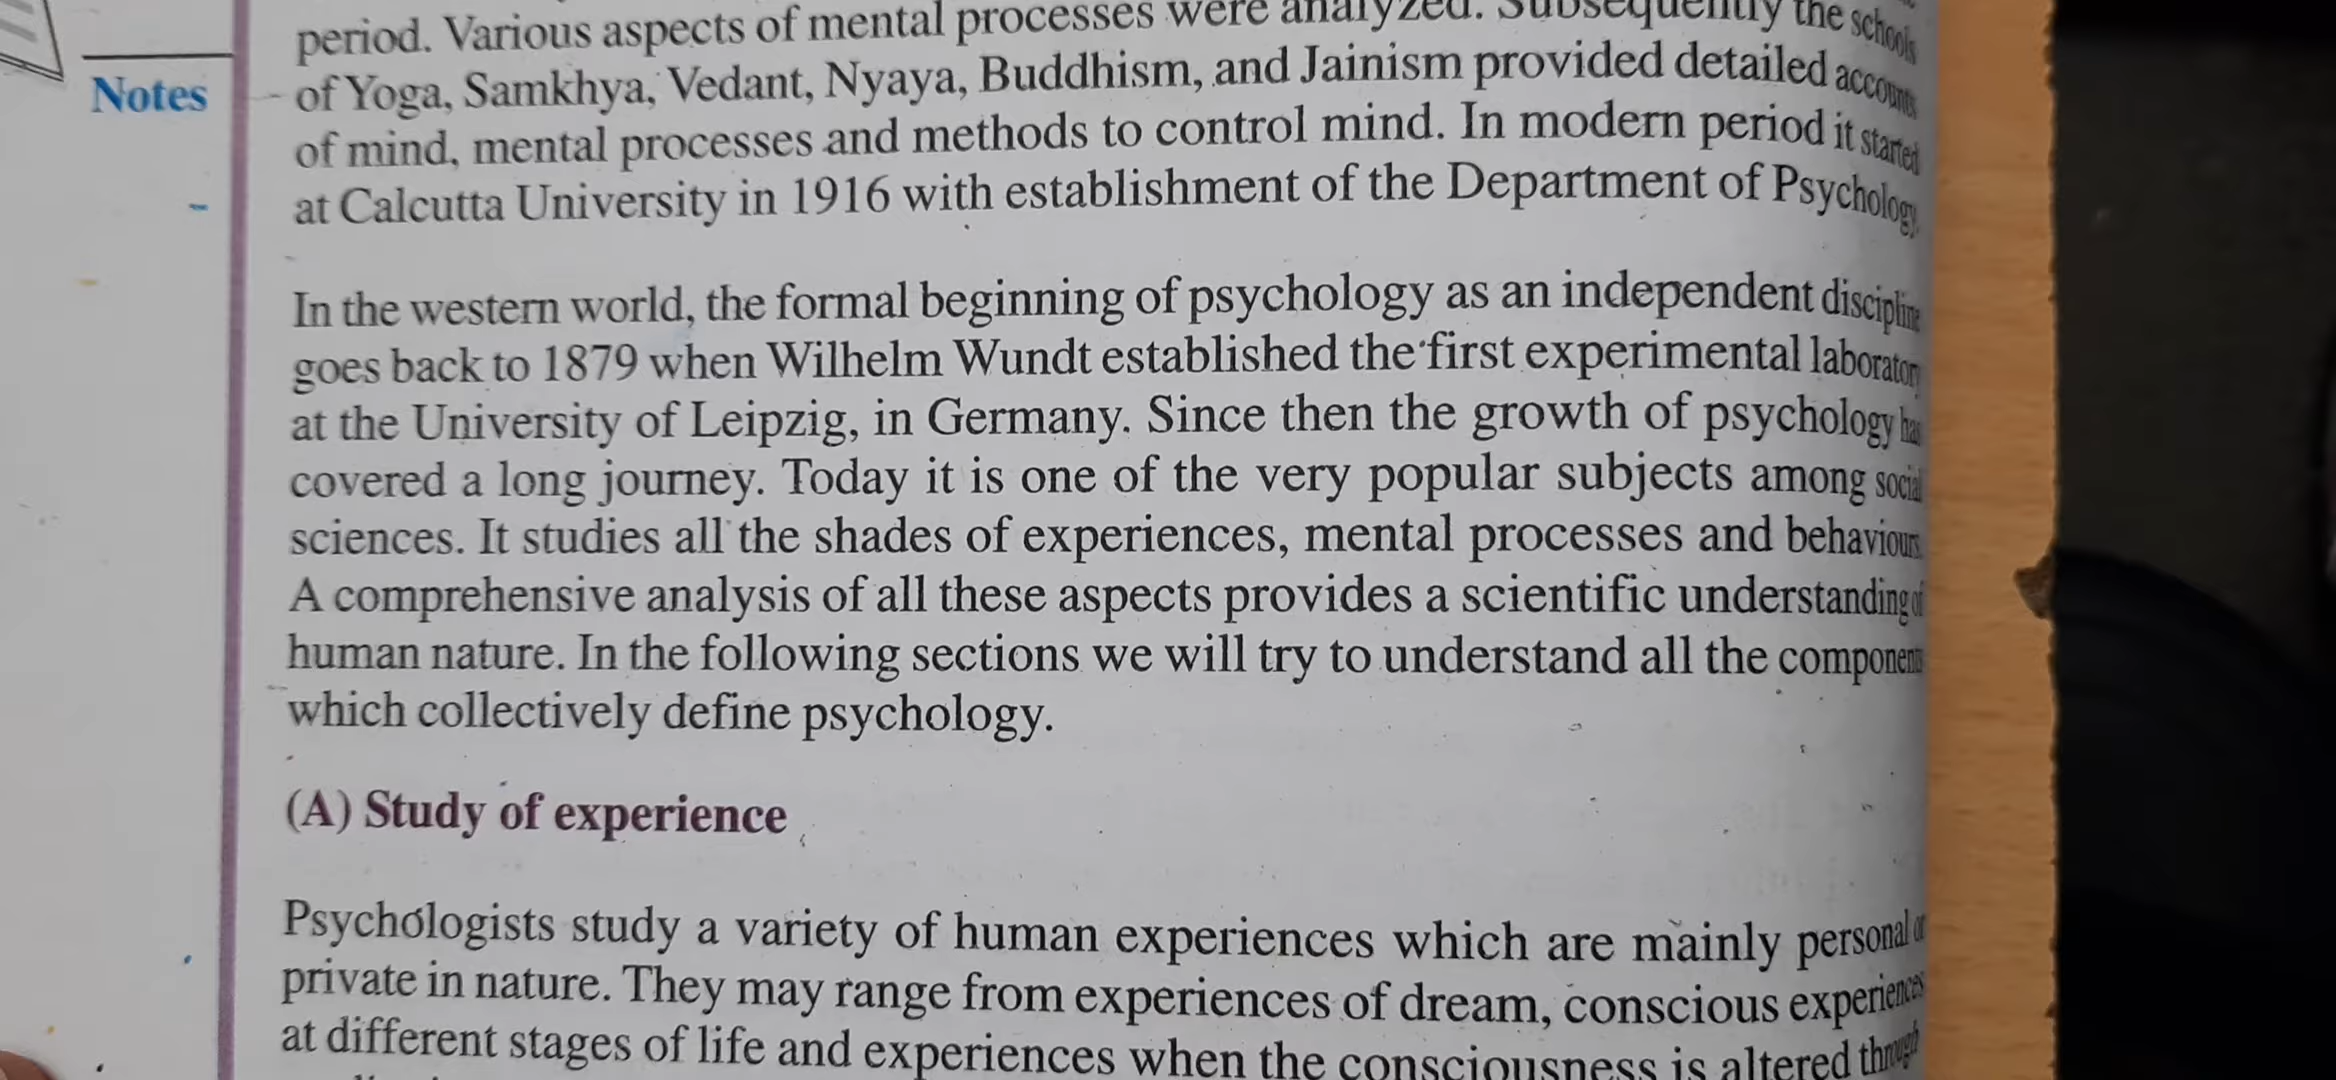 Notes
period. Various aspects of mental processes were analyzed. Subsequently the schools
of Yoga, Samkhya, Vedant, Nyaya, Buddhism, and Jainism provided detailed accounts
of mind, mental processes and methods to control mind. In modern period it started
at Calcutta University in 1916 with establishment of the Department of Psychology.
In the western world, the formal beginning of psychology as an independent discipline
goes back to 1879 when Wilhelm Wundt established the first experimental laboratory
at the University of Leipzig, in Germany. Since then the growth of psychology has
covered a long journey. Today it is one of the very popular subjects among social
sciences. It studies all the shades of experiences, mental processes and behaviours.
A comprehensive analysis of all these aspects provides a scientific understanding of
human nature. In the following sections we will try to understand all the components
which collectively define psychology.
(A) Study of experience
Psychologists study a variety of human experiences which are mainly personal or
private in nature. They may range from experiences of dream, conscious experiences
at different stages of life and experiences when the consciousness is altered through